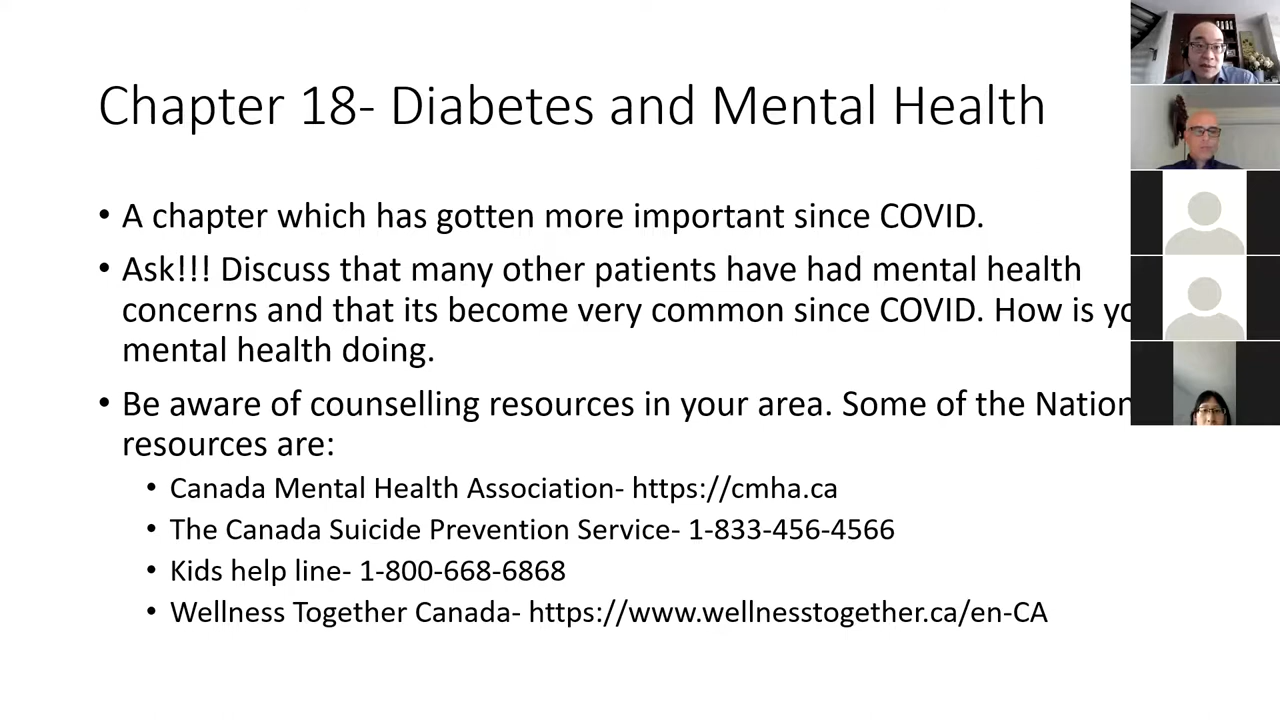 Chapter 18- Diabetes and Mental Health
• A chapter which has gotten more important since COVID.
• Ask!!! Discuss that many other patients have had mental health
concerns and that its become very common since COVID. How is
mental health doing.
• Be aware of counselling resources in your area. Some of the
resources are:
• Canada Mental Health Association- https://cmha.ca
• The Canada Suicide Prevention Service- 1-833-456-4566
• Kids help line- 1-800-668-6868
• Wellness Together Canada- https://www.wellnesstogether.ca/en-CA